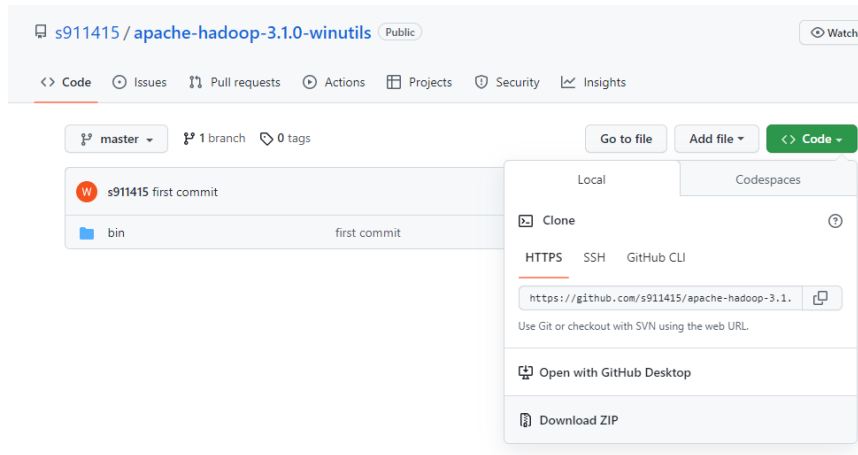 s911415 / apache-hadoop-3.1.0-winutils Public
Watch
<> Code Issues Pull requests Actions Projects Security Insights
master 1 branch 0 tags Go to file Add file <> Code
W s911415 first commit
bin first commit
Local Codespaces
Clone
HTTPS SSH GitHub CLI
https://github.com/s911415/apache-hadoop-3.1.
Use Git or checkout with SVN using the web URL.
Open with GitHub Desktop
Download ZIP